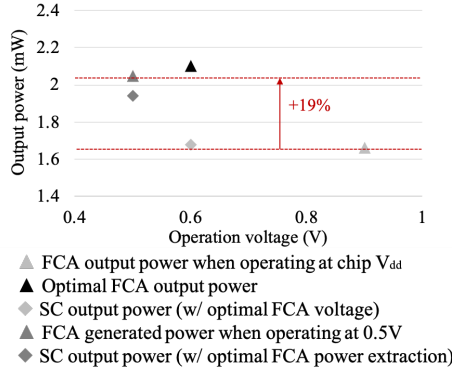 Output power (mW)
2.4
2.2
2
1.8
1.6
1.4
+19%
0.4 0.6 0.8 1
Operation voltage (V)
FCA output power when operating at chip Vdd
Optimal FCA output power
SC output power (w/ optimal FCA voltage)
FCA generated power when operating at 0.5V
SC output power (w/ optimal FCA power extraction)